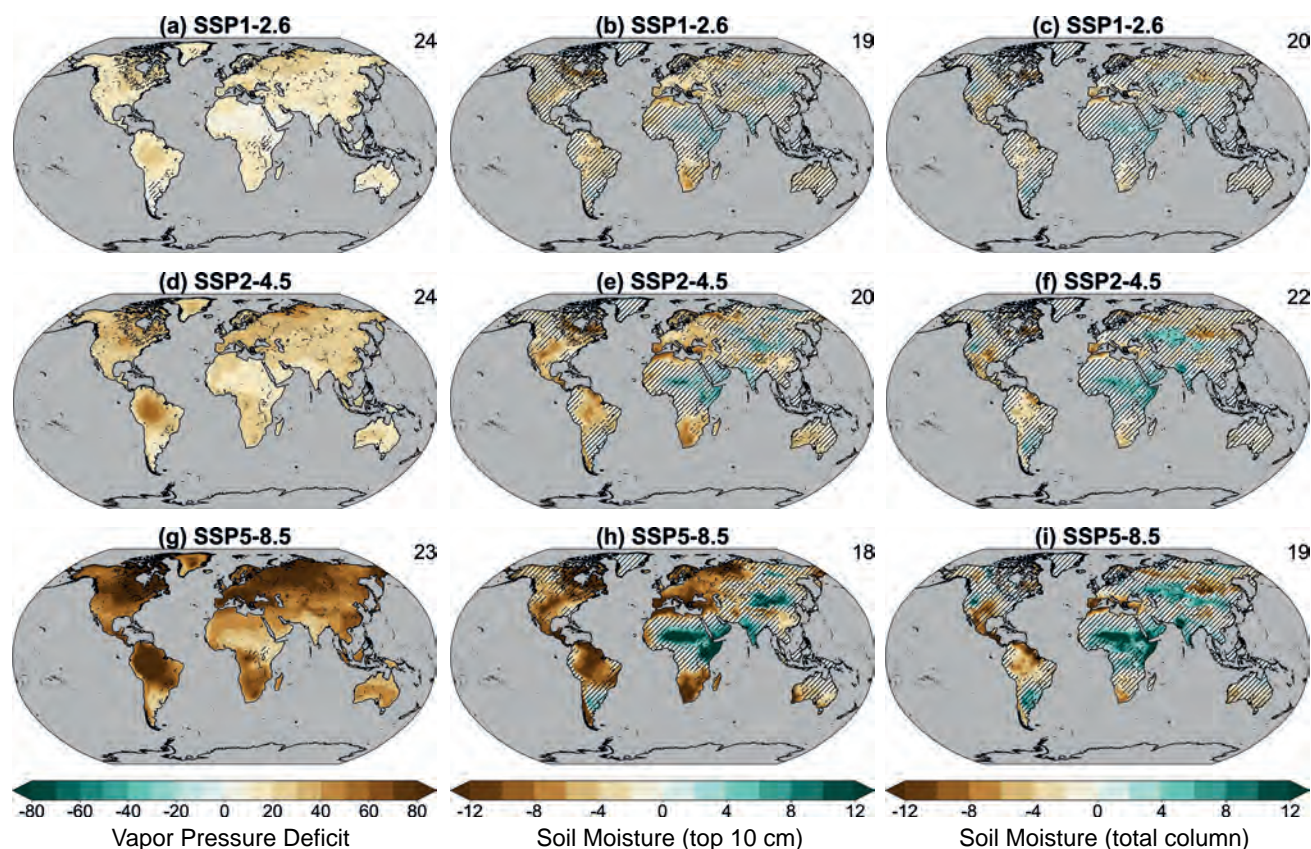 (a) SSP1-2.6
24
(b) SSP1-2.6
19
(c) SSP1-2.6
20
(d) SSP2-4.5
24
(e) SSP2-4.5
20
(f) SSP2-4.5
22
(g) SSP5-8.5
23
(h) SSP5-8.5
18
(i) SSP5-8.5
19
-80 -60 -40 -20 0 20 40 60 80
-12 -8 -4 0 4 8 12
-12 -8 -4 0 4 8 12
Vapor Pressure Deficit
Soil Moisture (top 10 cm)
Soil Moisture (total column)